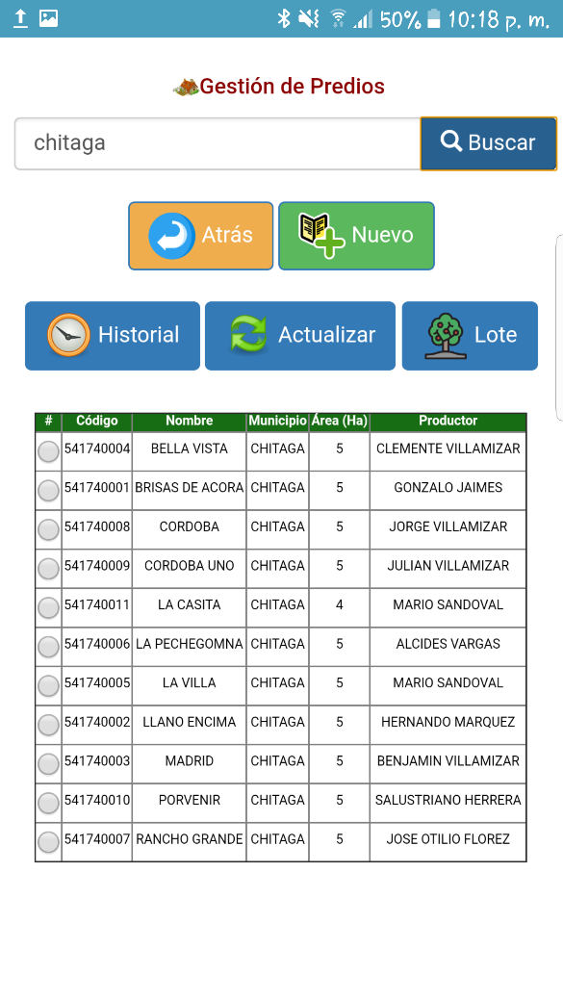 50% 10:18 p. m.
Gestión de Predios
chitaga Buscar
Atrás Nuevo
Historial Actualizar Lote
# Código Nombre Municipio Área (Ha) Productor
541740004 BELLA VISTA CHITAGA 5 CLEMENTE VILLAMIZAR
541740001 BRISAS DE ACORA CHITAGA 5 GONZALO JAIMES
541740008 CORDOBA CHITAGA 5 JORGE VILLAMIZAR
541740009 CORDOBA UNO CHITAGA 5 JULIAN VILLAMIZAR
541740011 LA CASITA CHITAGA 4 MARIO SANDOVAL
541740006 LA PECHEGOMNA CHITAGA 5 ALCIDES VARGAS
541740005 LA VILLA CHITAGA 5 MARIO SANDOVAL
541740002 LLANO ENCIMA CHITAGA 5 HERNANDO MARQUEZ
541740003 MADRID CHITAGA 5 BENJAMIN VILLAMIZAR
541740010 PORVENIR CHITAGA 5 SALUSTRIANO HERRERA
541740007 RANCHO GRANDE CHITAGA 5 JOSE OTILIO FLOREZ